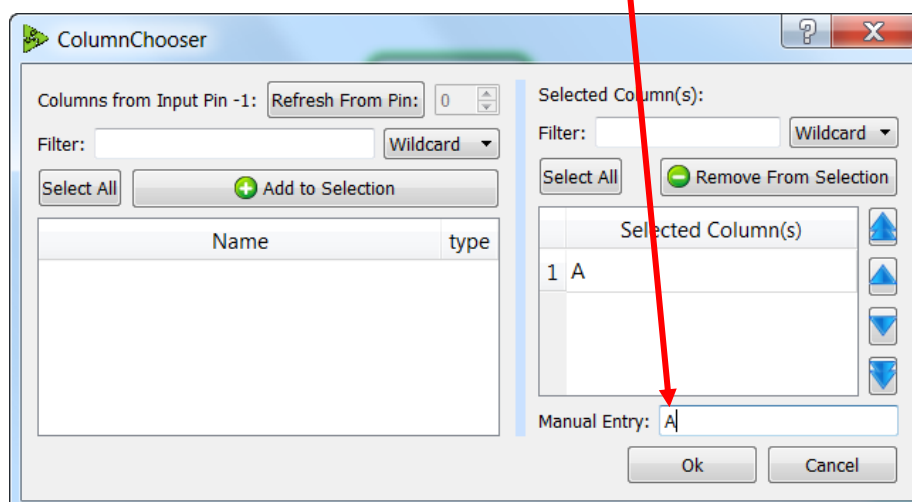 ColumnChooser
?
X
Columns from Input Pin -1: Refresh From Pin: 0
Filter: Wildcard
Select All Add to Selection
Name type
Selected Column(s):
Filter: Wildcard
Select All Remove From Selection
Selected Column(s)
1 A
Manual Entry: A
Ok Cancel